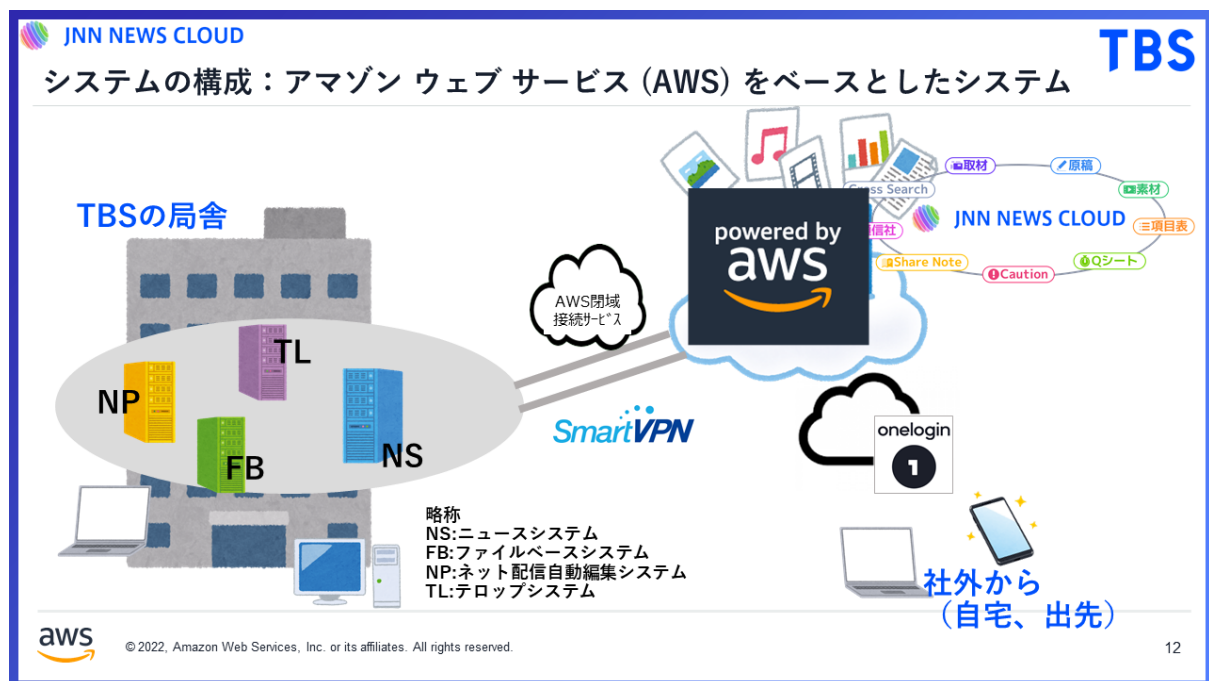 JNN NEWS CLOUD
TBS
システムの構成：アマゾン ウェブ サービス (AWS) をベースとしたシステム
TBSの局舎
取材
原稿
Cross Search
素材
JNN NEWS CLOUD
項目表
信社
Share Note
Caution
Qシート
powered by
aws
AWS閉域
接続ｻｰﾋﾞｽ
TL
NP
FB
NS
SmartVPN
onelogin
1
略称
NS:ニュースシステム
FB:ファイルベースシステム
NP:ネット配信自動編集システム
TL:テロップシステム
社外から
（自宅、出先）
aws
© 2022, Amazon Web Services, Inc. or its affiliates. All rights reserved.
12